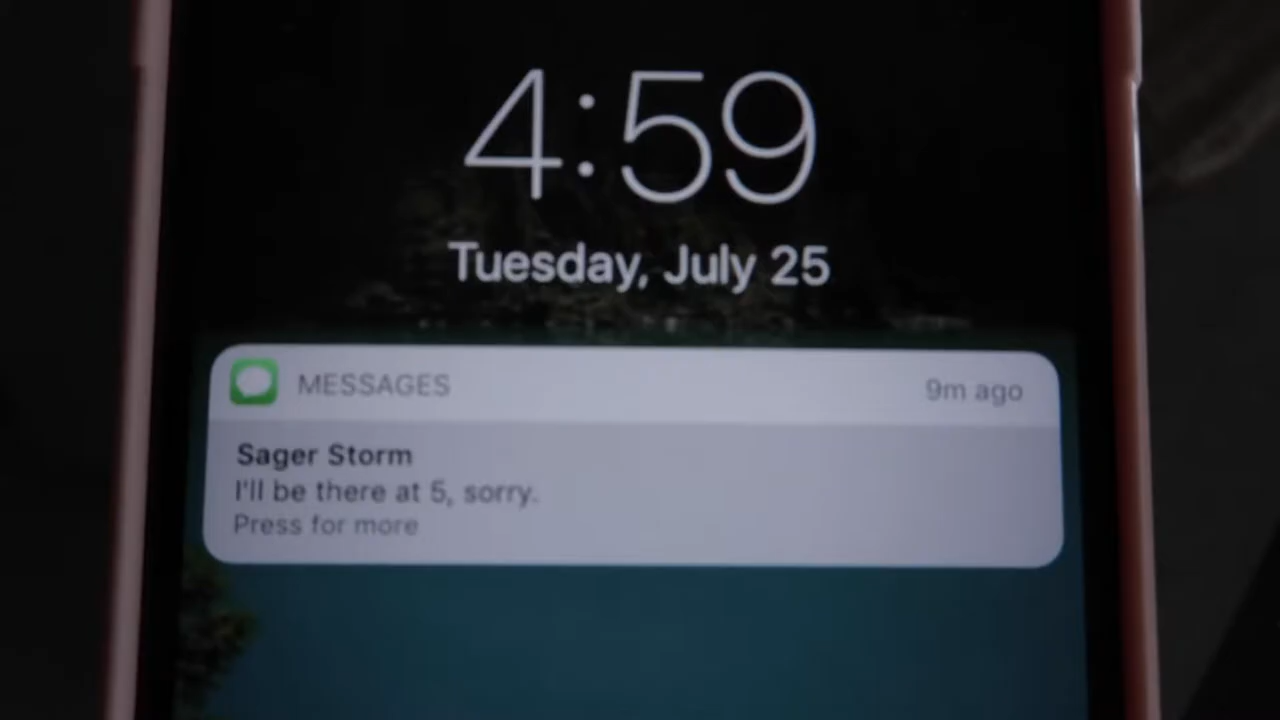 4:59
Tuesday, July 25
MESSAGES 9m ago
Sager Storm
I'll be there at 5, sorry.
Press for more